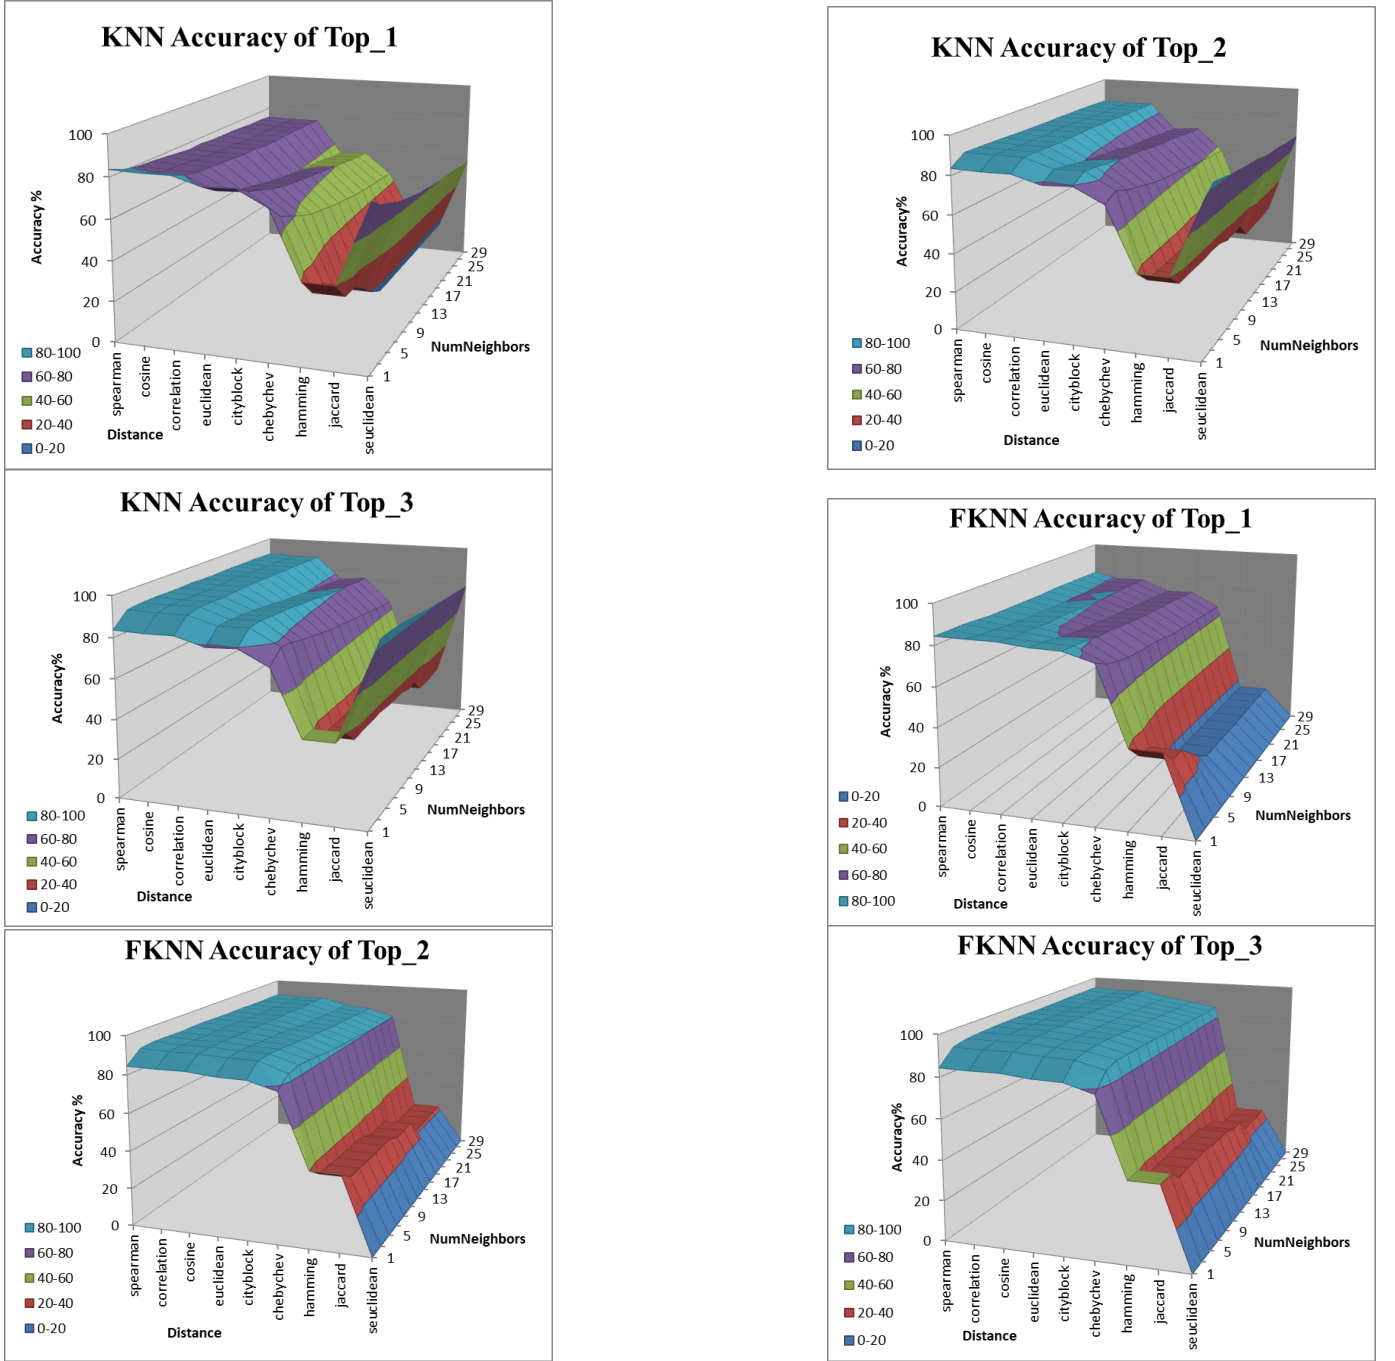 KNN Accuracy of Top_1
100
80
60
40
20
0
Accuracy %
29
25
21
17
13
9
5
1
NumNeighbors
spearman
cosine
correlation
euclidean
cityblock
chebychev
hamming
jaccard
seuclidean
Distance
80-100
60-80
40-60
20-40
0-20
KNN Accuracy of Top_2
100
80
60
40
20
0
Accuracy%
29
25
21
17
13
9
5
1
NumNeighbors
spearman
cosine
correlation
euclidean
cityblock
chebychev
hamming
jaccard
seuclidean
Distance
80-100
60-80
40-60
20-40
0-20
KNN Accuracy of Top_3
100
80
60
40
20
0
Accuracy%
29
25
21
17
13
9
5
1
NumNeighbors
spearman
cosine
correlation
euclidean
cityblock
chebychev
hamming
jaccard
seuclidean
Distance
80-100
60-80
40-60
20-40
0-20
FKNN Accuracy of Top_1
100
80
60
40
20
0
Accuracy %
29
25
21
17
13
9
5
1
NumNeighbors
spearman
cosine
correlation
euclidean
cityblock
chebychev
hamming
jaccard
seuclidean
Distance
0-20
20-40
40-60
60-80
80-100
FKNN Accuracy of Top_2
100
80
60
40
20
0
Accuracy %
29
25
21
17
13
9
5
1
NumNeighbors
spearman
correlation
cosine
euclidean
cityblock
chebychev
hamming
jaccard
seuclidean
Distance
80-100
60-80
40-60
20-40
0-20
FKNN Accuracy of Top_3
100
80
60
40
20
0
Accuracy%
29
25
21
17
13
9
5
1
NumNeighbors
spearman
correlation
cosine
euclidean
cityblock
chebychev
hamming
jaccard
seuclidean
Distance
80-100
60-80
40-60
20-40
0-20